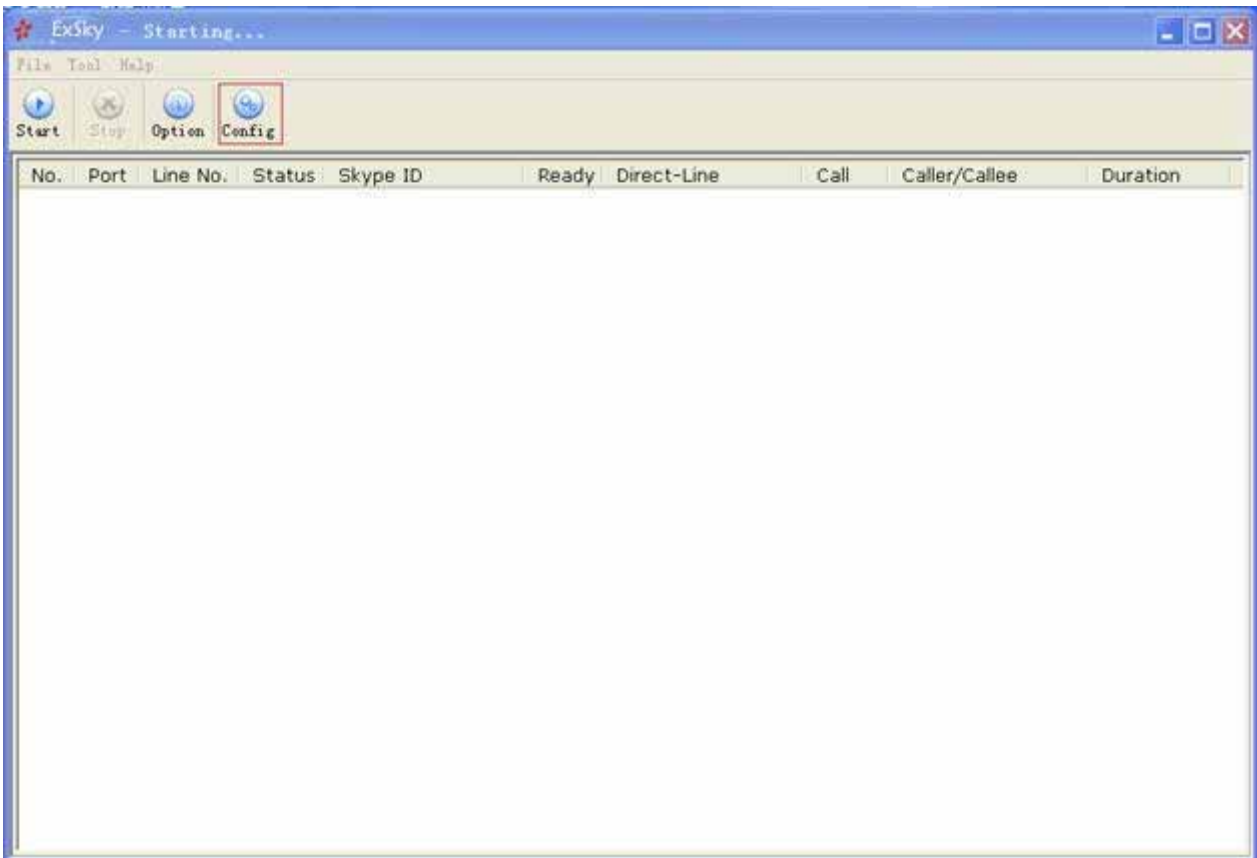 ExSky - Starting...
File Tool Help
Start Stop Option Config
No. Port Line No. Status Skype ID Ready Direct-Line Call Caller/Callee Duration